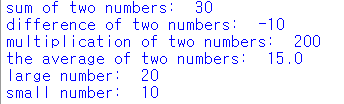 sum of two numbers:  30
difference of two numbers:  -10
multiplication of two numbers:  200
the average of two numbers:  15.0
large number:  20
small number:  10